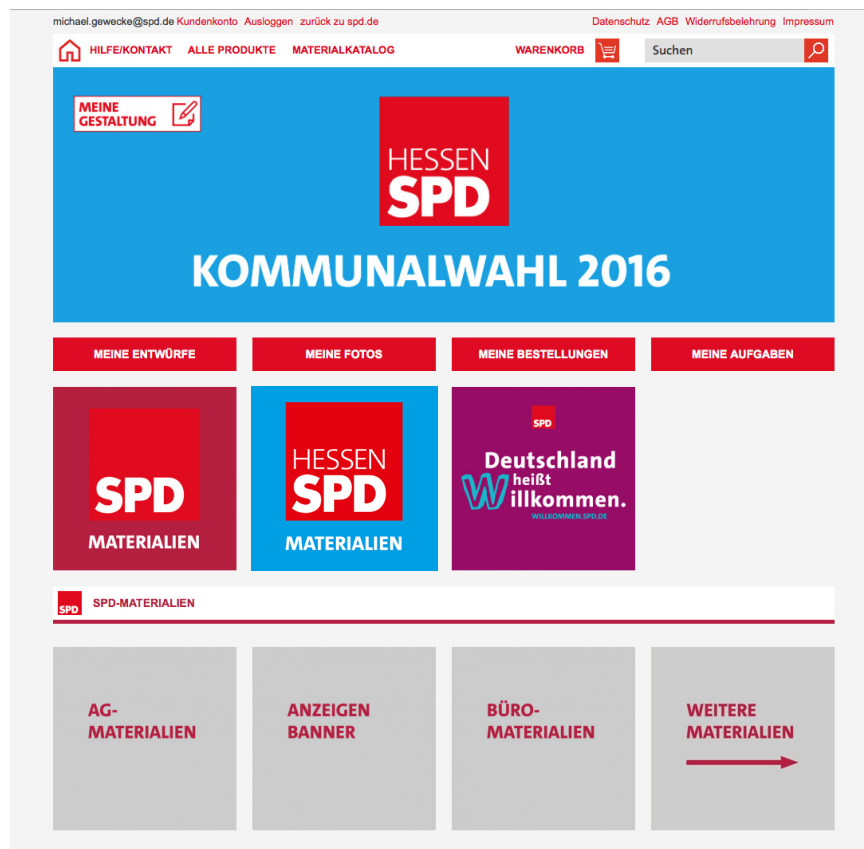 michael.gewecke@spd.de Kundenkonto Ausloggen zurück zu spd.de Datenschutz AGB Widerrufsbelehrung Impressum
HILFE/KONTAKT ALLE PRODUKTE MATERIALKATALOG WARENKORB Suchen
MEINE
GESTALTUNG
HESSEN
SPD
KOMMUNALWAHL 2016
MEINE ENTWÜRFE MEINE FOTOS MEINE BESTELLUNGEN MEINE AUFGABEN
SPD
MATERIALIEN
HESSEN
SPD
MATERIALIEN
SPD
Deutschland
heißt
Willkommen.
WILLKOMMEN.SPD.DE
SPD SPD-MATERIALIEN
AG-
MATERIALIEN
ANZEIGEN
BANNER
BÜRO-
MATERIALIEN
WEITERE
MATERIALIEN